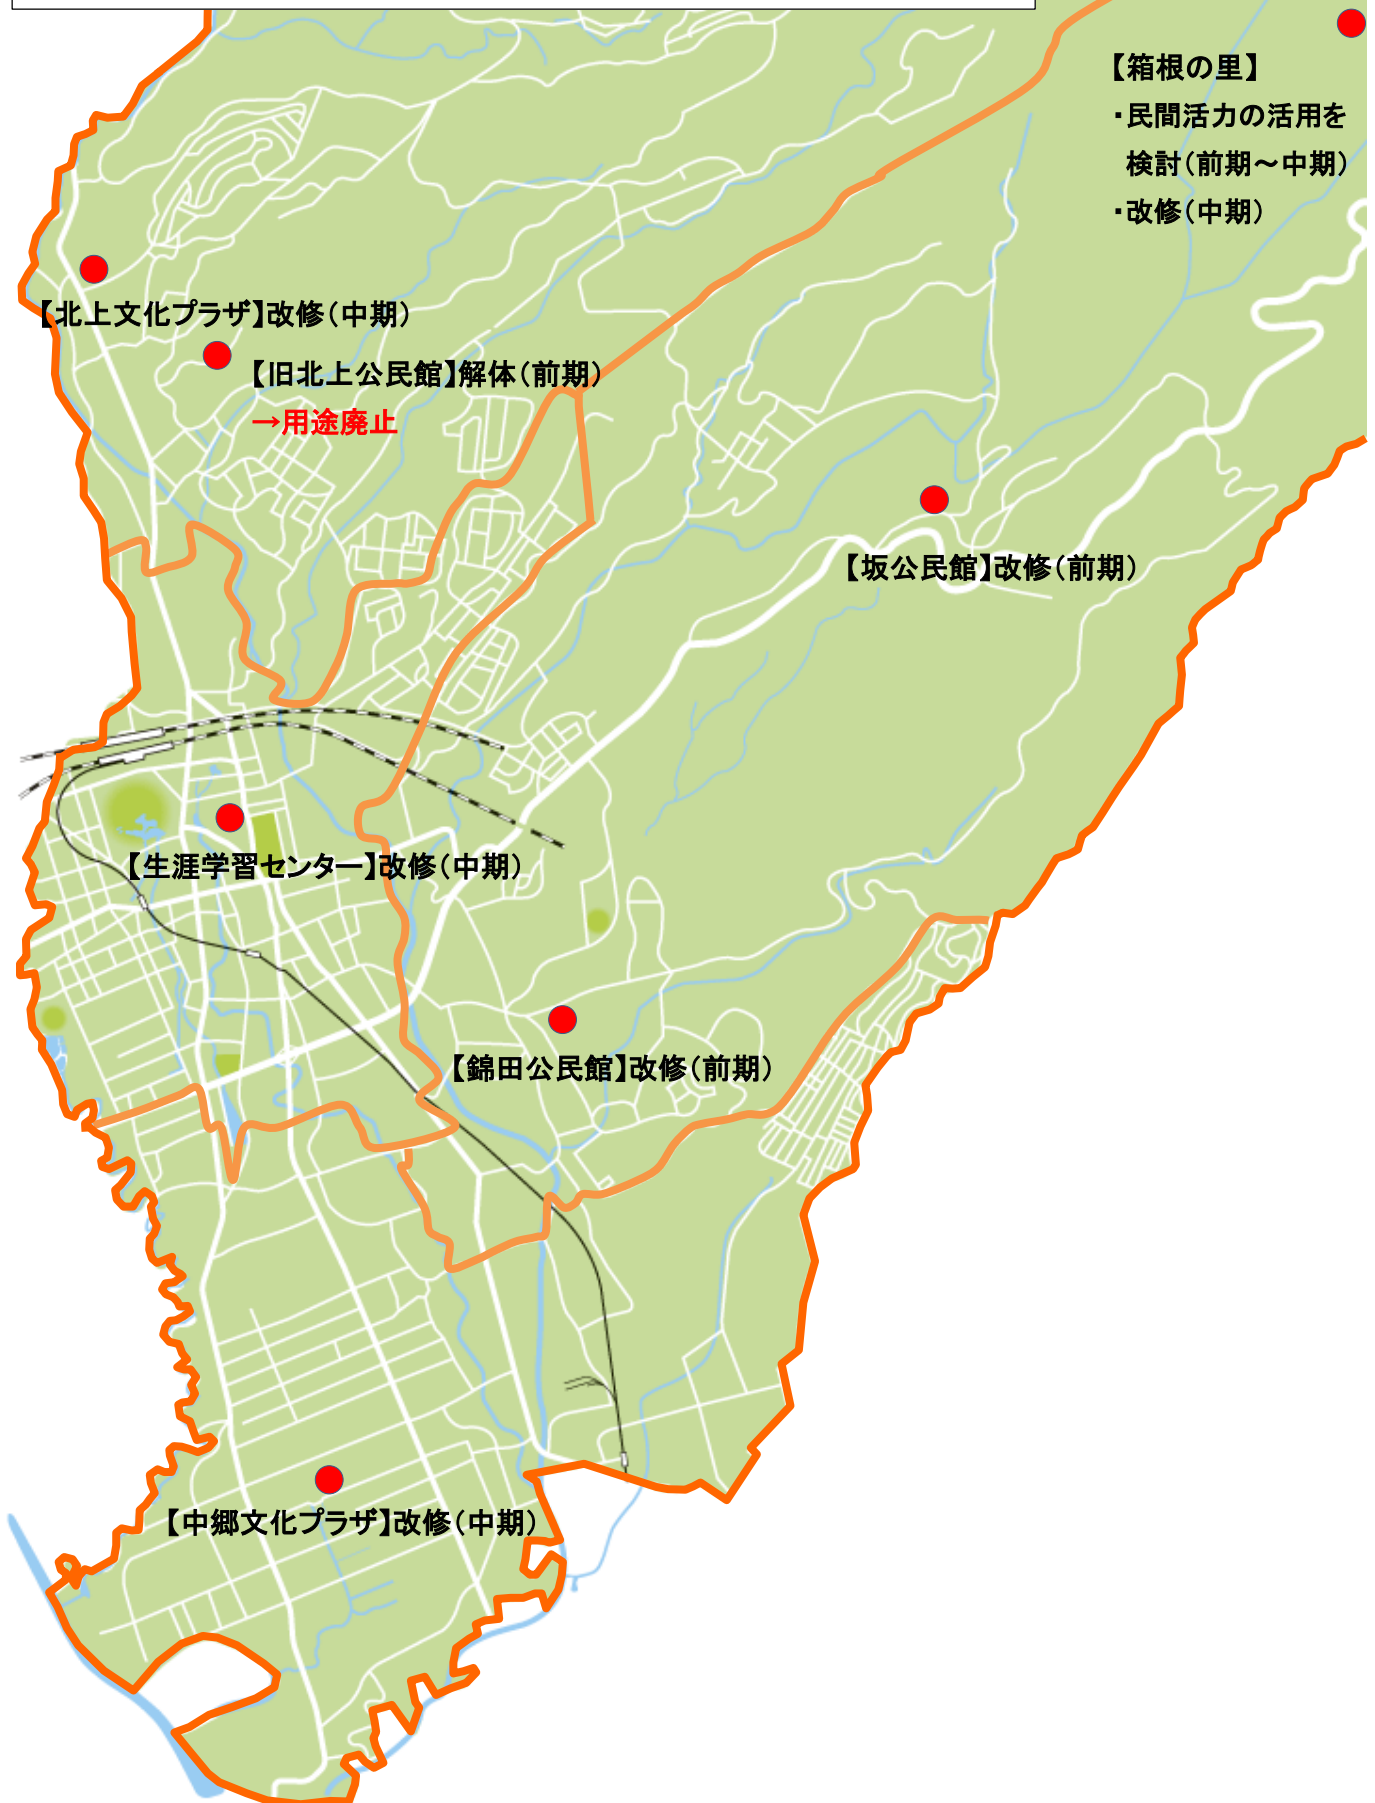 【箱根の里】
・民間活力の活用を
検討（前期～中期）
・改修（中期）
【北上文化プラザ】改修（中期）
【旧北上公民館】解体（前期）
→用途廃止
【坂公民館】改修（前期）
【生涯学習センター】改修（中期）
【錦田公民館】改修（前期）
【中郷文化プラザ】改修（中期）